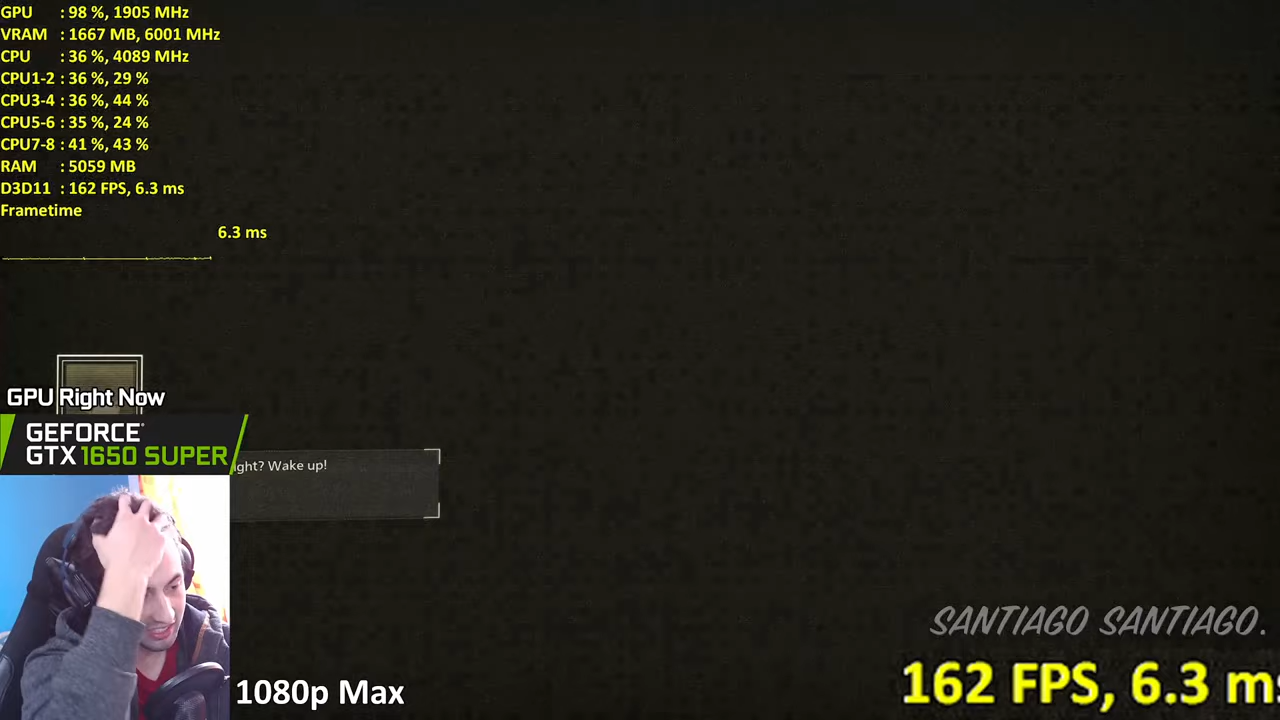 GPU : 98 %, 1905 MHz
VRAM : 1667 MB, 6001 MHz
CPU : 36 %, 4089 MHz
CPU1-2 : 36 %, 29 %
CPU3-4 : 36 %, 44 %
CPU5-6 : 35 %, 24 %
CPU7-8 : 41 %, 43 %
RAM : 5059 MB
D3D11 : 162 FPS, 6.3 ms
Frametime
6.3 ms
GPU Right Now
GEFORCE
GTX 1650 SUPER
Wake up!
SANTIAGO SANTIAGO.
162 FPS, 6.3 ms
1080p Max